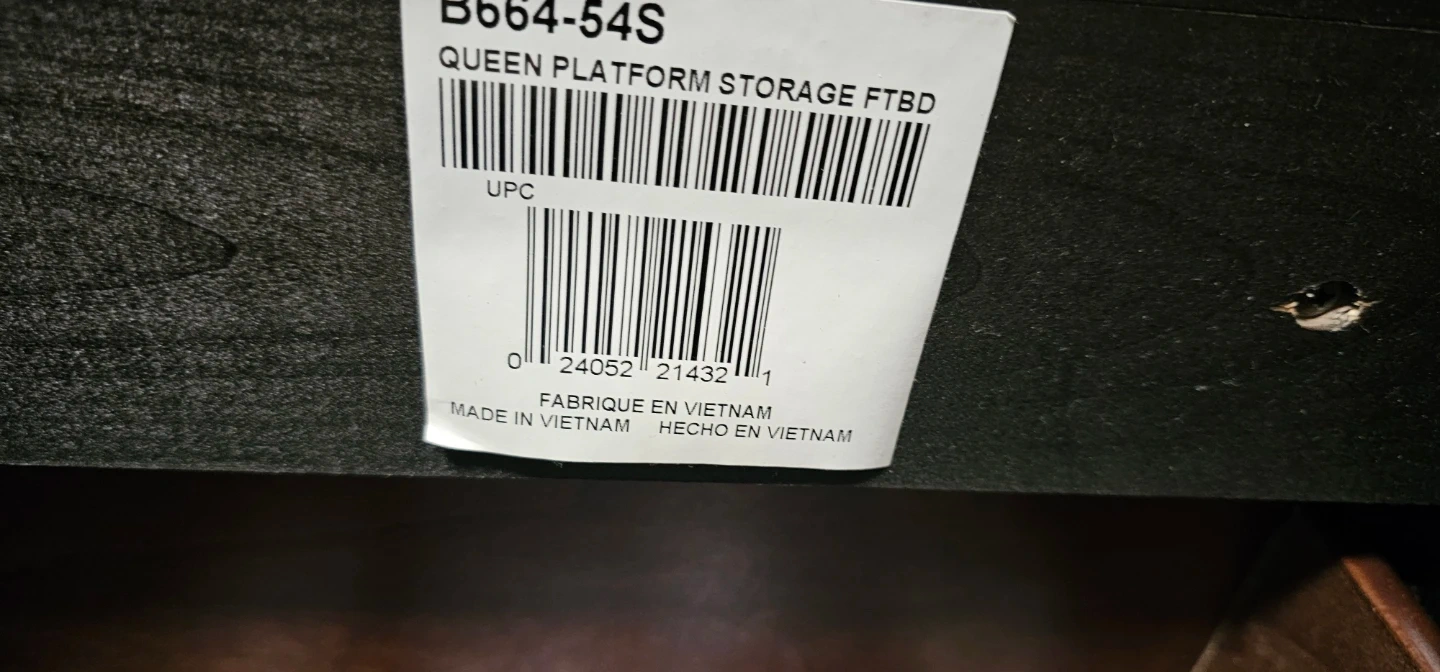 B664-54S
QUEEN PLATFORM STORAGE FTBD
UPC
0 24052 21432 1
FABRIQUE EN VIETNAM
MADE IN VIETNAM HECHO EN VIETNAM